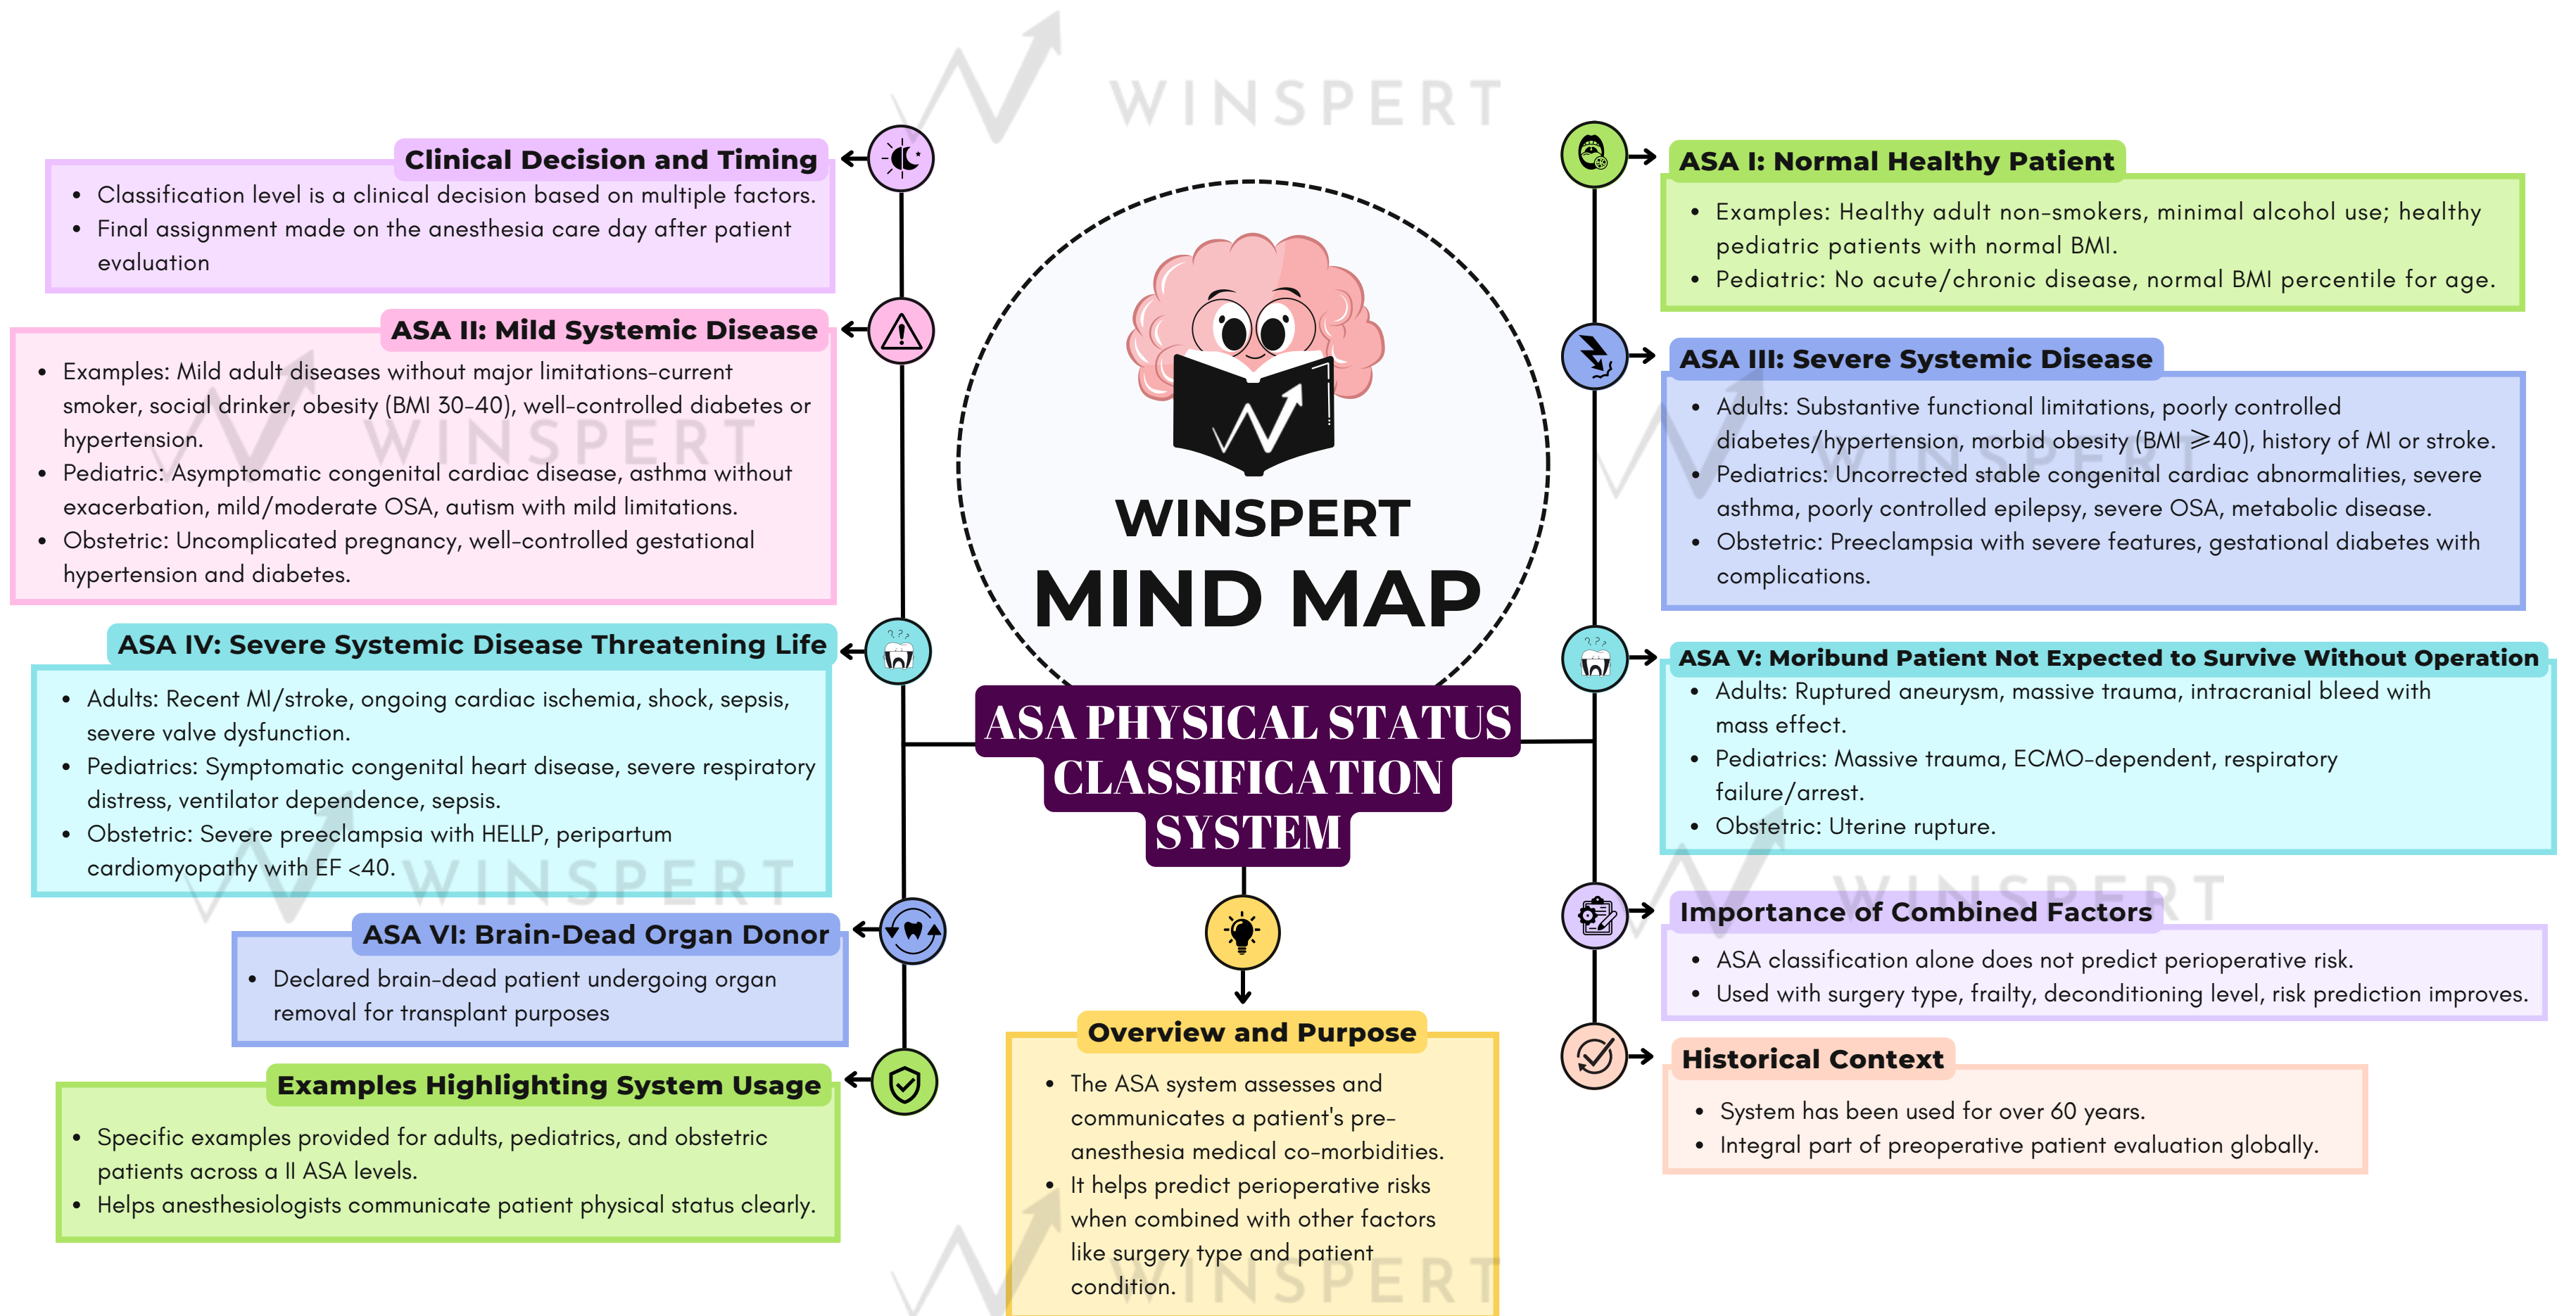 WINSPERT
Clinical Decision and Timing
• Classification level is a clinical decision based on multiple factors.
• Final assignment made on the anesthesia care day after patient
evaluation
ASA II: Mild Systemic Disease
• Examples: Mild adult diseases without major limitations-current
smoker, social drinker, obesity (BMI 30-40), well-controlled diabetes or
hypertension.
• Pediatric: Asymptomatic congenital cardiac disease, asthma without
exacerbation, mild/moderate OSA, autism with mild limitations.
• Obstetric: Uncomplicated pregnancy, well-controlled gestational
hypertension and diabetes.
WINSPERT
ASA IV: Severe Systemic Disease Threatening Life
• Adults: Recent MI/stroke, ongoing cardiac ischemia, shock, sepsis,
severe valve dysfunction.
• Pediatrics: Symptomatic congenital heart disease, severe respiratory
distress, ventilator dependence, sepsis.
• Obstetric: Severe preeclampsia with HELLP, peripartum
cardiomyopathy with EF <40.
WINSPERT
ASA VI: Brain-Dead Organ Donor
• Declared brain-dead patient undergoing organ
removal for transplant purposes
Examples Highlighting System Usage
• Specific examples provided for adults, pediatrics, and obstetric
patients across a II ASA levels.
• Helps anesthesiologists communicate patient physical status clearly.
WINSPERT
MIND MAP
ASA PHYSICAL STATUS
CLASSIFICATION
SYSTEM
Overview and Purpose
• The ASA system assesses and
communicates a patient's pre-
anesthesia medical co-morbidities.
• It helps predict perioperative risks
when combined with other factors
like surgery type and patient
condition.
WINSPERT
ASA I: Normal Healthy Patient
• Examples: Healthy adult non-smokers, minimal alcohol use; healthy
pediatric patients with normal BMI.
• Pediatric: No acute/chronic disease, normal BMI percentile for age.
ASA III: Severe Systemic Disease
• Adults: Substantive functional limitations, poorly controlled
diabetes/hypertension, morbid obesity (BMI ⩾40), history of MI or stroke.
• Pediatrics: Uncorrected stable congenital cardiac abnormalities, severe
asthma, poorly controlled epilepsy, severe OSA, metabolic disease.
• Obstetric: Preeclampsia with severe features, gestational diabetes with
complications.
WINSPERT
ASA V: Moribund Patient Not Expected to Survive Without Operation
• Adults: Ruptured aneurysm, massive trauma, intracranial bleed with
mass effect.
• Pediatrics: Massive trauma, ECMO-dependent, respiratory
failure/arrest.
• Obstetric: Uterine rupture.
WINSPERT
Importance of Combined Factors
• ASA classification alone does not predict perioperative risk.
• Used with surgery type, frailty, deconditioning level, risk prediction improves.
Historical Context
• System has been used for over 60 years.
• Integral part of preoperative patient evaluation globally.